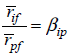 r̅_if / r̅_pf = β_ip